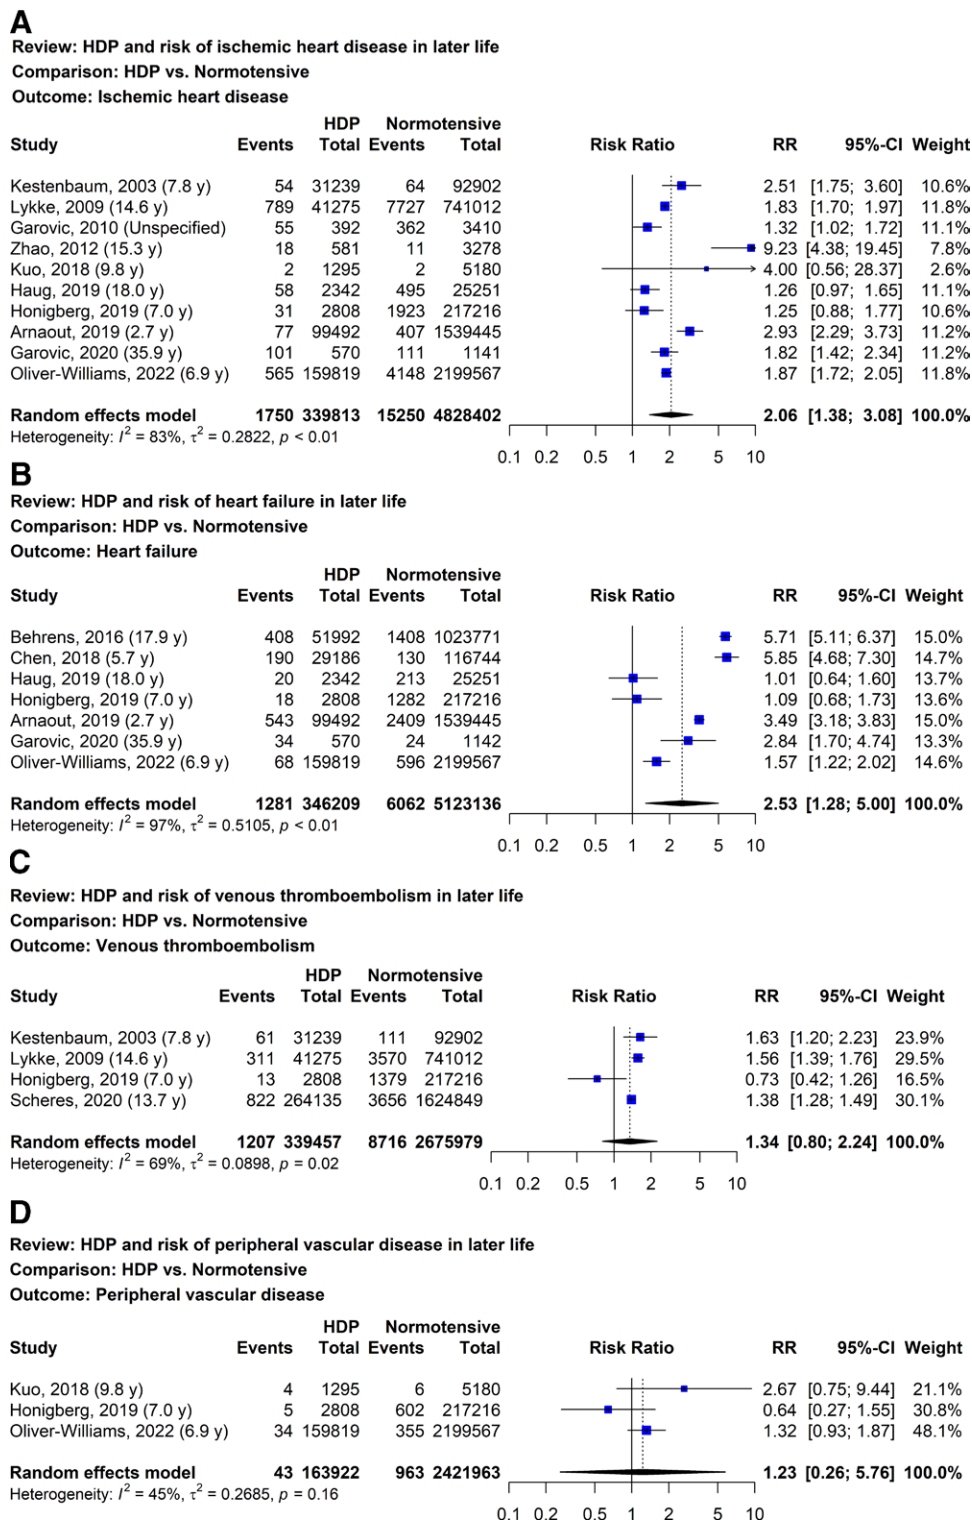 A
Review: HDP and risk of ischemic heart disease in later life
Comparison: HDP vs. Normotensive
Outcome: Ischemic heart disease
HDP Normotensive
Study Events Total Events Total Risk Ratio RR 95%-CI Weight
Kestenbaum, 2003 (7.8 y) 54 31239 64 92902 2.51 [1.75; 3.60] 10.6%
Lykke, 2009 (14.6 y) 789 41275 7727 741012 1.83 [1.70; 1.97] 11.8%
Garovic, 2010 (Unspecified) 55 392 362 3410 1.32 [1.02; 1.72] 11.1%
Zhao, 2012 (15.3 y) 18 581 11 3278 9.23 [4.38; 19.45] 7.8%
Kuo, 2018 (9.8 y) 2 1295 2 5180 4.00 [0.56; 28.37] 2.6%
Haug, 2019 (18.0 y) 58 2342 495 25251 1.26 [0.97; 1.65] 11.1%
Honigberg, 2019 (7.0 y) 31 2808 1923 217216 1.25 [0.88; 1.77] 10.6%
Arnaout, 2019 (2.7 y) 77 99492 407 1539445 2.93 [2.29; 3.73] 11.2%
Garovic, 2020 (35.9 y) 101 570 111 1141 1.82 [1.42; 2.34] 11.2%
Oliver-Williams, 2022 (6.9 y) 565 159819 4148 2199567 1.87 [1.72; 2.05] 11.8%
Random effects model 1750 339813 15250 4828402 2.06 [1.38; 3.08] 100.0%
Heterogeneity: I² = 83%, τ² = 0.2822, p < 0.01
0.1 0.2 0.5 1 2 5 10
B
Review: HDP and risk of heart failure in later life
Comparison: HDP vs. Normotensive
Outcome: Heart failure
HDP Normotensive
Study Events Total Events Total Risk Ratio RR 95%-CI Weight
Behrens, 2016 (17.9 y) 408 51992 1408 1023771 5.71 [5.11; 6.37] 15.0%
Chen, 2018 (5.7 y) 190 29186 130 116744 5.85 [4.68; 7.30] 14.7%
Haug, 2019 (18.0 y) 20 2342 213 25251 1.01 [0.64; 1.60] 13.7%
Honigberg, 2019 (7.0 y) 18 2808 1282 217216 1.09 [0.68; 1.73] 13.6%
Arnaout, 2019 (2.7 y) 543 99492 2409 1539445 3.49 [3.18; 3.83] 15.0%
Garovic, 2020 (35.9 y) 34 570 24 1142 2.84 [1.70; 4.74] 13.3%
Oliver-Williams, 2022 (6.9 y) 68 159819 596 2199567 1.57 [1.22; 2.02] 14.6%
Random effects model 1281 346209 6062 5123136 2.53 [1.28; 5.00] 100.0%
Heterogeneity: I² = 97%, τ² = 0.5105, p < 0.01
0.1 0.2 0.5 1 2 5 10
C
Review: HDP and risk of venous thromboembolism in later life
Comparison: HDP vs. Normotensive
Outcome: Venous thromboembolism
HDP Normotensive
Study Events Total Events Total Risk Ratio RR 95%-CI Weight
Kestenbaum, 2003 (7.8 y) 61 31239 111 92902 1.63 [1.20; 2.23] 23.9%
Lykke, 2009 (14.6 y) 311 41275 3570 741012 1.56 [1.39; 1.76] 29.5%
Honigberg, 2019 (7.0 y) 13 2808 1379 217216 0.73 [0.42; 1.26] 16.5%
Scheres, 2020 (13.7 y) 822 264135 3656 1624849 1.38 [1.28; 1.49] 30.1%
Random effects model 1207 339457 8716 2675979 1.34 [0.80; 2.24] 100.0%
Heterogeneity: I² = 69%, τ² = 0.0898, p = 0.02
0.1 0.2 0.5 1 2 5 10
D
Review: HDP and risk of peripheral vascular disease in later life
Comparison: HDP vs. Normotensive
Outcome: Peripheral vascular disease
HDP Normotensive
Study Events Total Events Total Risk Ratio RR 95%-CI Weight
Kuo, 2018 (9.8 y) 4 1295 6 5180 2.67 [0.75; 9.44] 21.1%
Honigberg, 2019 (7.0 y) 5 2808 602 217216 0.64 [0.27; 1.55] 30.8%
Oliver-Williams, 2022 (6.9 y) 34 159819 355 2199567 1.32 [0.93; 1.87] 48.1%
Random effects model 43 163922 963 2421963 1.23 [0.26; 5.76] 100.0%
Heterogeneity: I² = 45%, τ² = 0.2685, p = 0.16
0.1 0.2 0.5 1 2 5 10